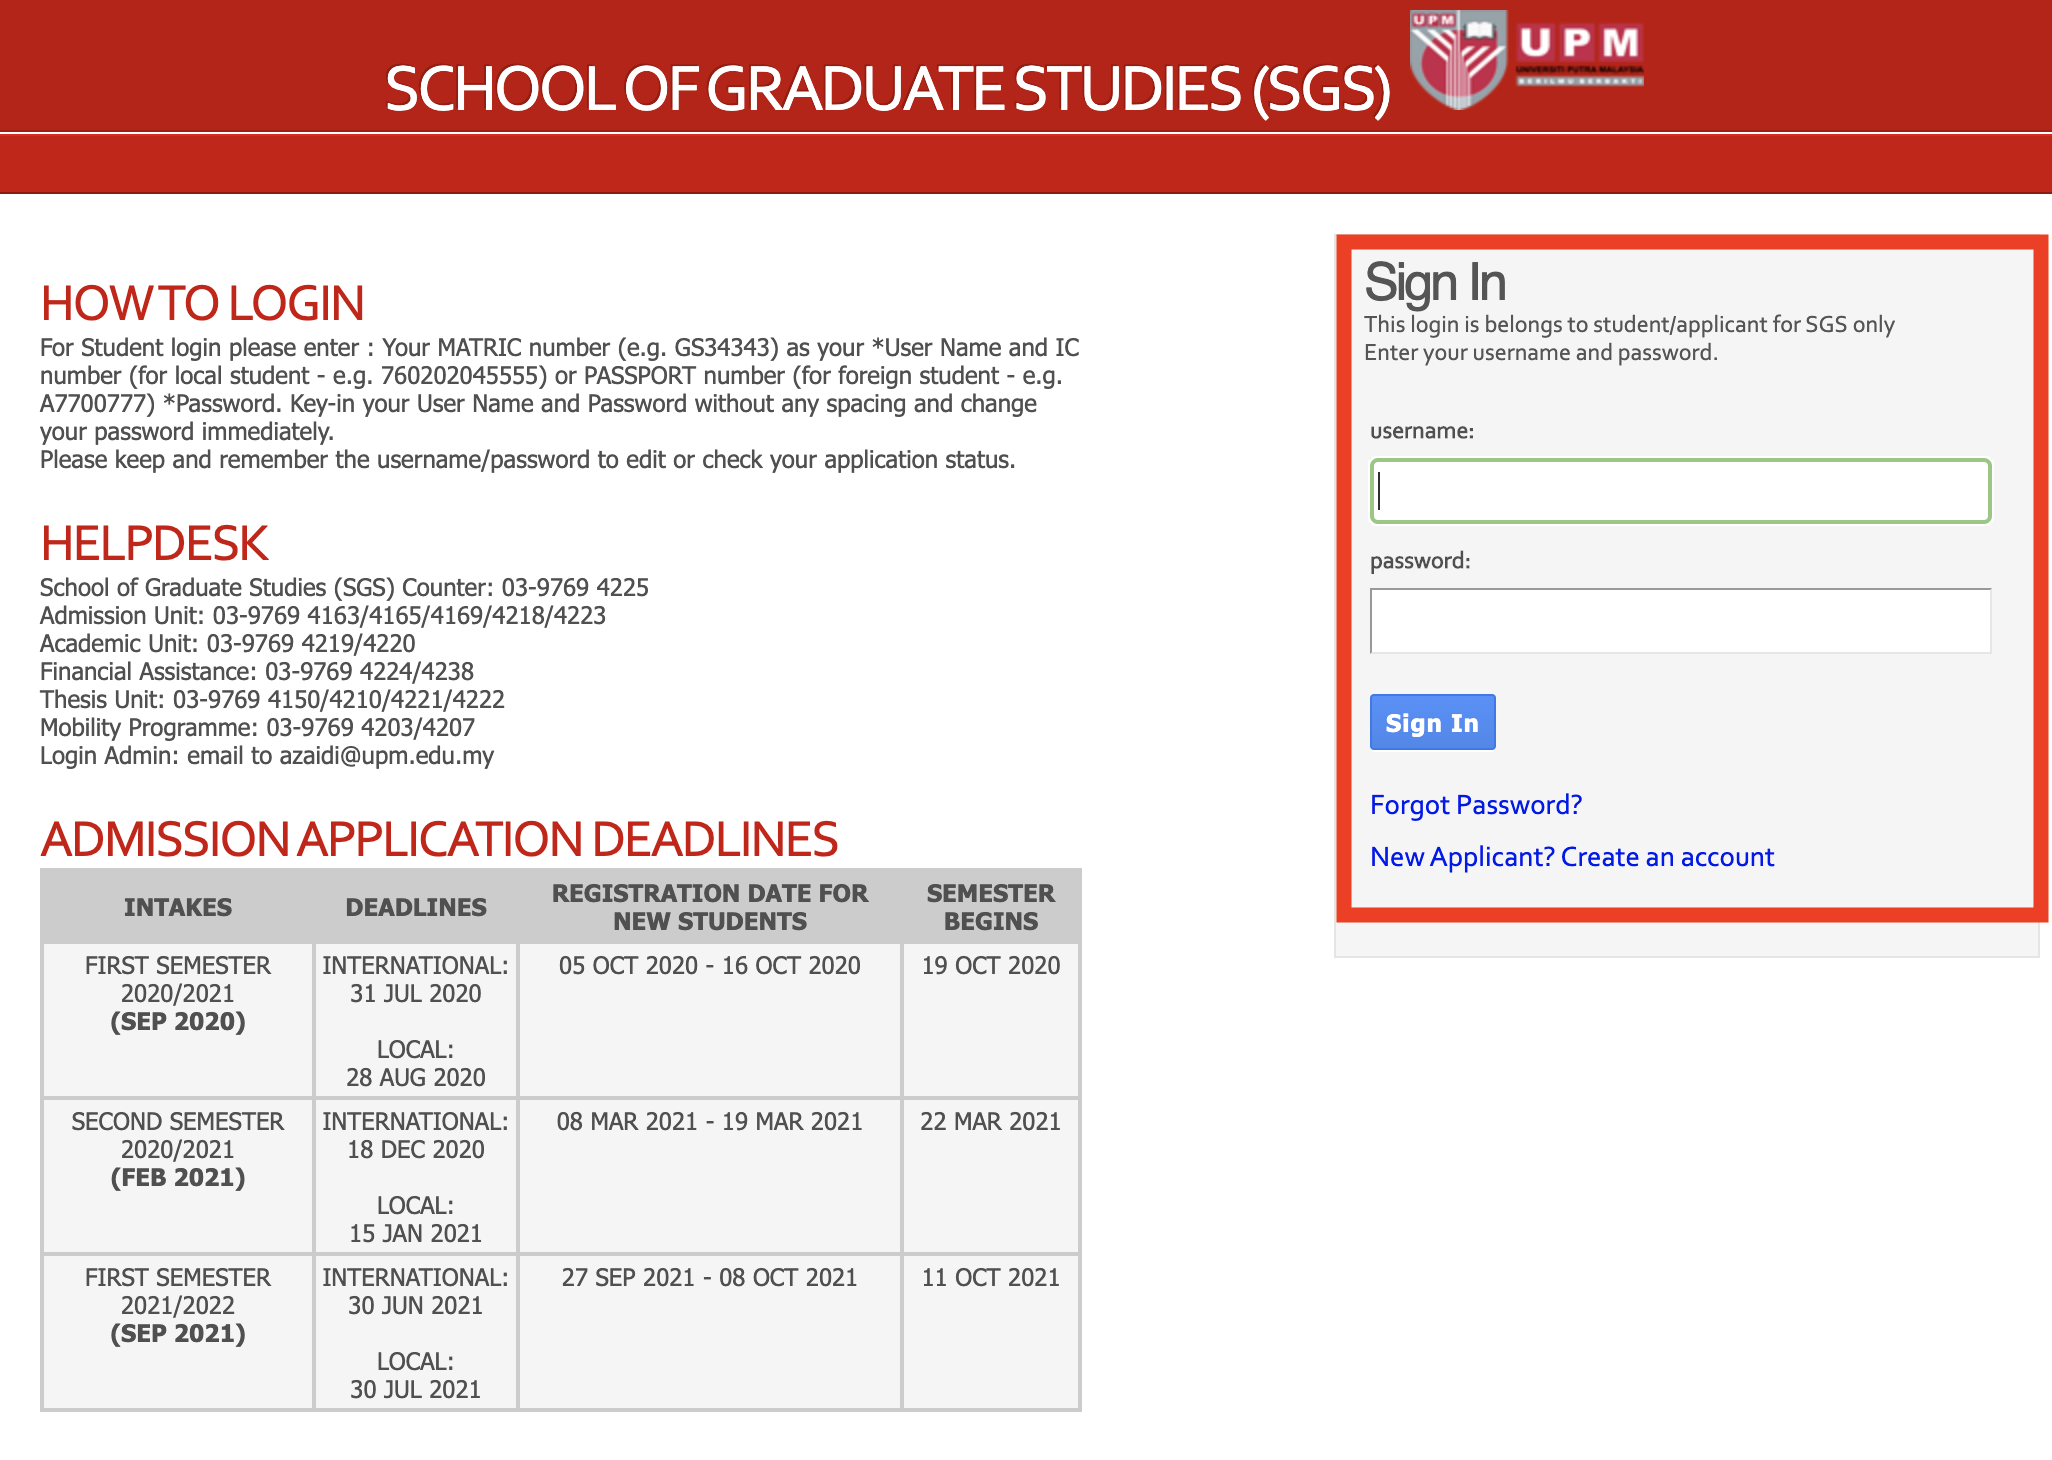 SCHOOL OF GRADUATE STUDIES (SGS)
UPM
UPM
UNIVERSITI PUTRA MALAYSIA
BERILMU BERBAKTI
HOW TO LOGIN
For Student login please enter : Your MATRIC number (e.g. GS34343) as your *User Name and IC
number (for local student - e.g. 760202045555) or PASSPORT number (for foreign student - e.g.
A7700777) *Password. Key-in your User Name and Password without any spacing and change
your password immediately.
Please keep and remember the username/password to edit or check your application status.
HELPDESK
School of Graduate Studies (SGS) Counter: 03-9769 4225
Admission Unit: 03-9769 4163/4165/4169/4218/4223
Academic Unit: 03-9769 4219/4220
Financial Assistance: 03-9769 4224/4238
Thesis Unit: 03-9769 4150/4210/4221/4222
Mobility Programme: 03-9769 4203/4207
Login Admin: email to azaidi@upm.edu.my
ADMISSION APPLICATION DEADLINES
INTAKES
DEADLINES
REGISTRATION DATE FOR
NEW STUDENTS
SEMESTER
BEGINS
FIRST SEMESTER
2020/2021
(SEP 2020)
INTERNATIONAL:
31 JUL 2020
LOCAL:
28 AUG 2020
05 OCT 2020 - 16 OCT 2020
19 OCT 2020
SECOND SEMESTER
2020/2021
(FEB 2021)
INTERNATIONAL:
18 DEC 2020
LOCAL:
15 JAN 2021
08 MAR 2021 - 19 MAR 2021
22 MAR 2021
FIRST SEMESTER
2021/2022
(SEP 2021)
INTERNATIONAL:
30 JUN 2021
LOCAL:
30 JUL 2021
27 SEP 2021 - 08 OCT 2021
11 OCT 2021
Sign In
This login is belongs to student/applicant for SGS only
Enter your username and password.
username:
password:
Sign In
Forgot Password?
New Applicant? Create an account